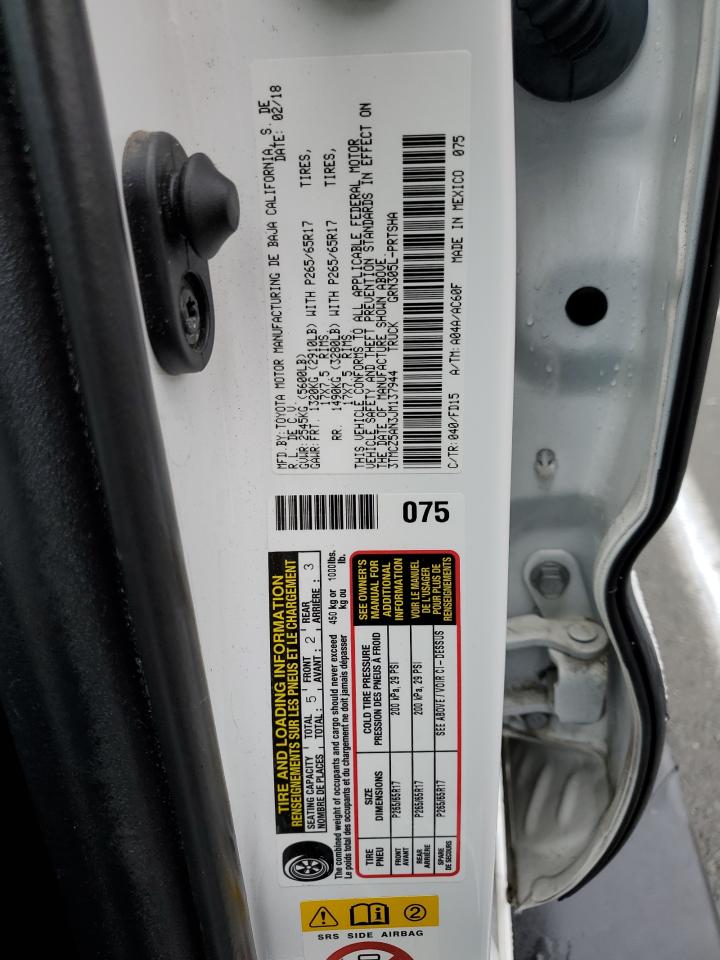 MFD.BY:TOYOTA MOTOR MANUFACTURING DE BAJA CALIFORNIA, S. DE
R.L. DE C.V. DATE: 02/18
GVWR:2545KG (5600LB)
GAWR:FRT. 1320KG (2910LB) WITH P265/65R17 TIRES,
17X7.5 RIMS
RR. 1490KG (3280LB) WITH P265/65R17 TIRES,
17X7.5 RIMS
THIS VEHICLE CONFORMS TO ALL APPLICABLE FEDERAL MOTOR
VEHICLE SAFETY AND THEFT PREVENTION STANDARDS IN EFFECT ON
THE DATE OF MANUFACTURE SHOWN ABOVE.
3TMCZ5AN3JM137944 TRUCK GRN305L-PRTSHA
C/TR:040/FD15 A/TM:A04A/AC60F MADE IN MEXICO 075
075
TIRE AND LOADING INFORMATION
RENSEIGNEMENTS SUR LES PNEUS ET LE CHARGEMENT
SEATING CAPACITY TOTAL FRONT REAR
NOMBRE DE PLACES TOTAL: 5 AVANT: 2 ARRIÈRE: 3
The combined weight of occupants and cargo should never exceed 450 kg or 1000lbs.
Le poids total des occupants et du chargement ne doit jamais dépasser kg ou lb.
TIRE SIZE COLD TIRE PRESSURE
PNEU DIMENSIONS PRESSION DES PNEUS À FROID
FRONT
AVANT P265/65R17 200 kPa, 29 PSI
REAR
ARRIÈRE P265/65R17 200 kPa, 29 PSI
SPARE
DE SECOURS P265/65R17 SEE ABOVE/VOIR CI-DESSUS
SEE OWNER'S
MANUAL FOR
ADDITIONAL
INFORMATION
VOIR LE MANUEL
DE L'USAGER
POUR PLUS DE
RENSEIGNEMENTS
2
SRS SIDE AIRBAG